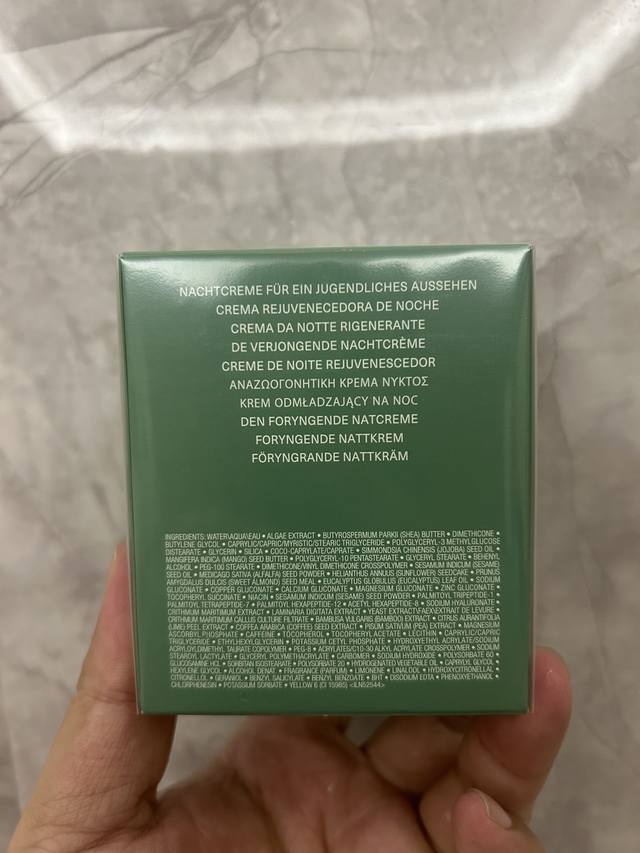 NACHTCREME FÜR EIN JUGENDLICHES AUSSEHEN
CREMA REJUVENECEDORA DE NOCHE
CREMA DA NOTTE RIGENERANTE
DE VERJONGENDE NACHTCRÈME
CREME DE NOITE REJUVENESCEDOR
ΑΝΑΖΩΟΓΟΝΗΤΙΚΗ ΚΡΕΜΑ ΝΥΚΤΟΣ
KREM ODMŁADZAJĄCY NA NOC
DEN FORYNGENDE NATCREME
FORYNGENDE NATTKREM
FÖRYNGRANDE NATTKRÄM
INGREDIENTS: WATER\AQUA\EAU • ALGAE EXTRACT • BUTYROSPERMUM PARKII (SHEA) BUTTER • DIMETHICONE •
BUTYLENE GLYCOL • CAPRYLIC/CAPRIC/MYRISTIC/STEARIC TRIGLYCERIDE • POLYGLYCERYL-3 METHYLGLUCOSE
DISTEARATE • GLYCERIN • SILICA • COCO-CAPRYLATE/CAPRATE • SIMMONDSIA CHINENSIS (JOJOBA) SEED OIL •
MANGIFERA INDICA (MANGO) SEED BUTTER • POLYGLYCERYL-10 PENTASTEARATE • GLYCERYL STEARATE • BEHENYL
ALCOHOL • PEG-100 STEARATE • DIMETHICONE/VINYL DIMETHICONE CROSSPOLYMER • SESAMUM INDICUM (SESAME)
SEED OIL • MEDICAGO SATIVA (ALFALFA) SEED POWDER • HELIANTHUS ANNUUS (SUNFLOWER) SEEDCAKE • PRUNUS
AMYGDALUS DULCIS (SWEET ALMOND) SEED MEAL • EUCALYPTUS GLOBULUS (EUCALYPTUS) LEAF OIL • SODIUM
GLUCONATE • COPPER GLUCONATE • CALCIUM GLUCONATE • MAGNESIUM GLUCONATE • ZINC GLUCONATE •
TOCOPHERYL SUCCINATE • NIACIN • SESAMUM INDICUM (SESAME) SEED POWDER • PALMITOYL TRIPEPTIDE-1 •
PALMITOYL TETRAPEPTIDE-7 • PALMITOYL HEXAPEPTIDE-12 • ACETYL HEXAPEPTIDE-8 • SODIUM HYALURONATE •
CRITHMUM MARITIMUM EXTRACT • LAMINARIA DIGITATA EXTRACT • YEAST EXTRACT\FAEX\EXTRAIT DE LEVURE •
CRITHMUM MARITIMUM CALLUS CULTURE FILTRATE • BAMBUSA VULGARIS (BAMBOO) EXTRACT • CITRUS AURANTIFOLIA
(LIME) PEEL EXTRACT • COFFEA ARABICA (COFFEE) SEED EXTRACT • PISUM SATIVUM (PEA) EXTRACT • MAGNESIUM
ASCORBYL PHOSPHATE • CAFFEINE • TOCOPHEROL • TOCOPHERYL ACETATE • LECITHIN • CAPRYLIC/CAPRIC
TRIGLYCERIDE • ETHYLHEXYLGLYCERIN • POTASSIUM CETYL PHOSPHATE • HYDROXYETHYL ACRYLATE/SODIUM
ACRYLOYLDIMETHYL TAURATE COPOLYMER • PEG-8 • ACRYLATES/C10-30 ALKYL ACRYLATE CROSSPOLYMER • SODIUM
STEAROYL LACTYLATE • GLYCERYL POLYMETHACRYLATE • CARBOMER • SODIUM HYDROXIDE • POLYSORBATE 60 •
GLUCOSAMINE HCL • SORBITAN ISOSTEARATE • POLYSORBATE 20 • HYDROGENATED VEGETABLE OIL • CAPRYLYL GLYCOL •
HEXYLENE GLYCOL • ALCOHOL DENAT. • FRAGRANCE (PARFUM) • LIMONENE • LINALOOL • HYDROXYCITRONELLAL •
CITRONELLOL • GERANIOL • BENZYL SALICYLATE • BENZYL BENZOATE • BHT • DISODIUM EDTA • PHENOXYETHANOL •
CHLORPHENESIN • POTASSIUM SORBATE • YELLOW 6 (CI 15985) <ILN52544>